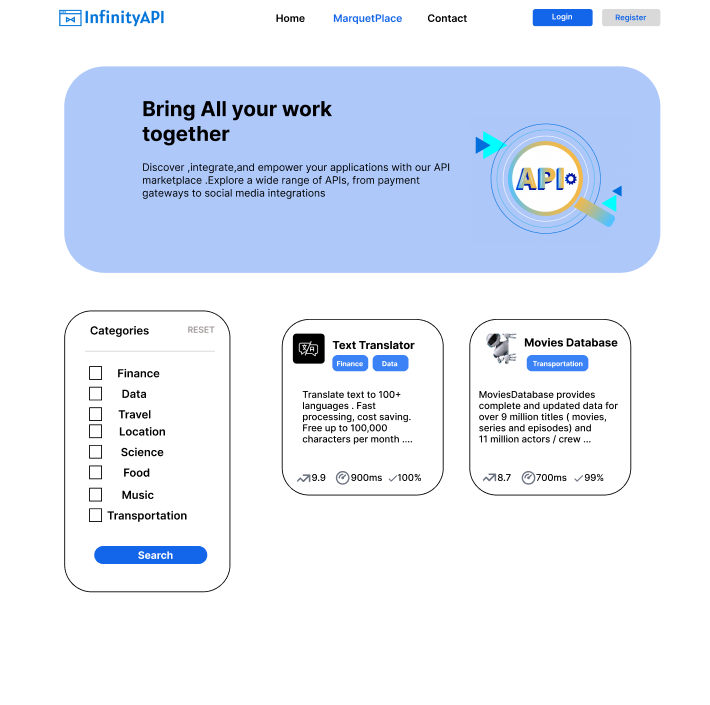 InfinityAPI
Home
MarquetPlace
Contact
Login
Register
Bring All your work
together
Discover ,integrate,and empower your applications with our API
marketplace .Explore a wide range of APIs, from payment
gateways to social media integrations
API
Categories
RESET
Finance
Data
Travel
Location
Science
Food
Music
Transportation
Search
Text Translator
Finance
Data
Translate text to 100+
languages . Fast
processing, cost saving.
Free up to 100,000
characters per month ....
9.9
900ms
100%
Movies Database
Transportation
MoviesDatabase provides
complete and updated data for
over 9 million titles ( movies,
series and episodes) and
11 million actors / crew ...
8.7
700ms
99%